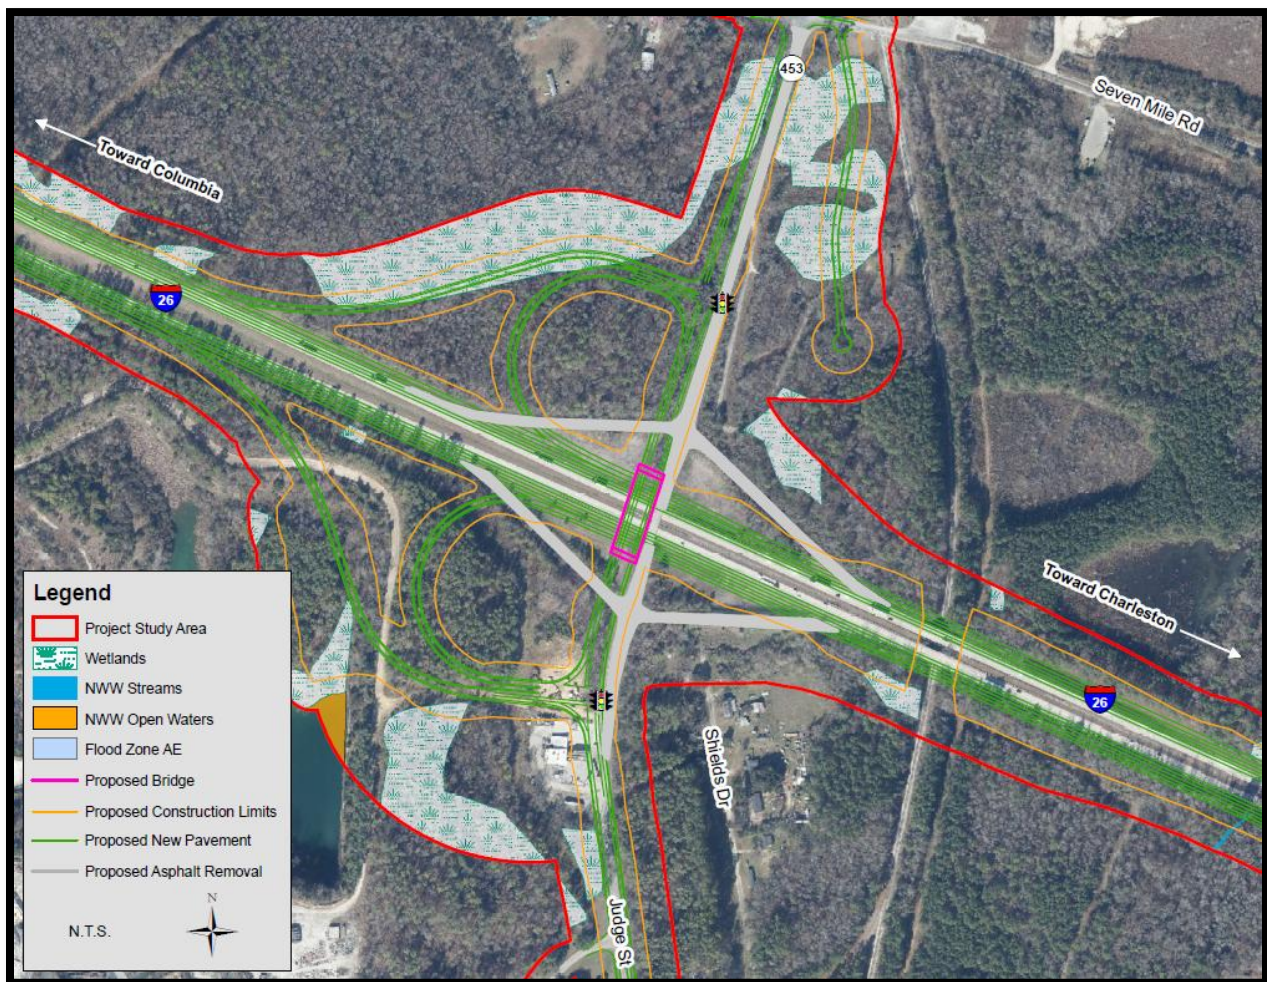 453
Seven Mile Rd
Toward Columbia
26
Toward Charleston
26
Shields Dr
Judge St
Legend
Project Study Area
Wetlands
NWW Streams
NWW Open Waters
Flood Zone AE
Proposed Bridge
Proposed Construction Limits
Proposed New Pavement
Proposed Asphalt Removal
N
N.T.S.